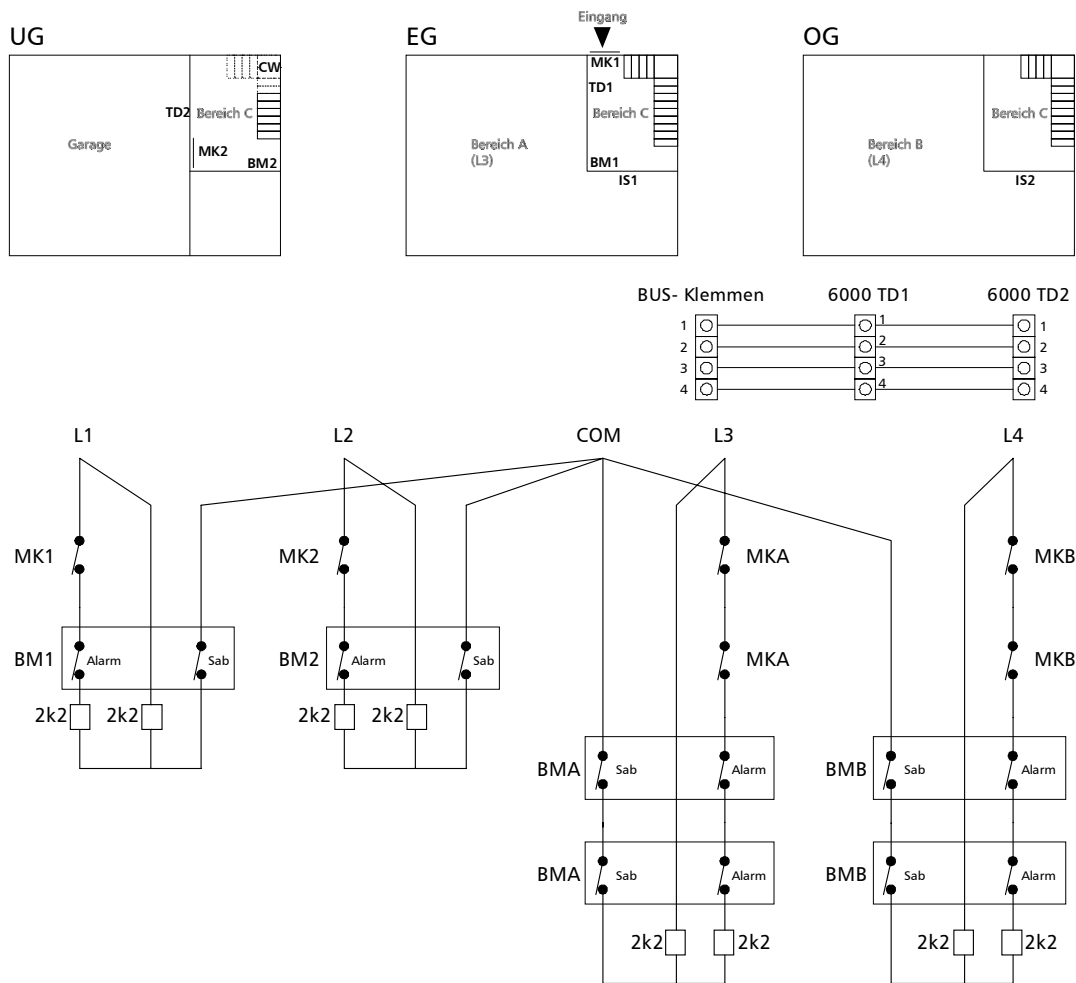 Eingang
UG
EG
OG
CW
TD2
Bereich C
Garage
MK2
BM2
MK1
TD1
Bereich C
Bereich A
(L3)
BM1
IS1
Bereich C
Bereich B
(L4)
IS2
BUS- Klemmen
6000 TD1
6000 TD2
1
1
1
2
2
2
3
3
3
4
4
4
L1
L2
COM
L3
L4
MK1
MK2
MKA
MKB
BM1
Alarm
Sab
BM2
Alarm
Sab
MKA
MKB
2k2
2k2
2k2
2k2
BMA
Sab
Alarm
BMB
Sab
Alarm
BMA
Sab
Alarm
BMB
Sab
Alarm
2k2
2k2
2k2
2k2